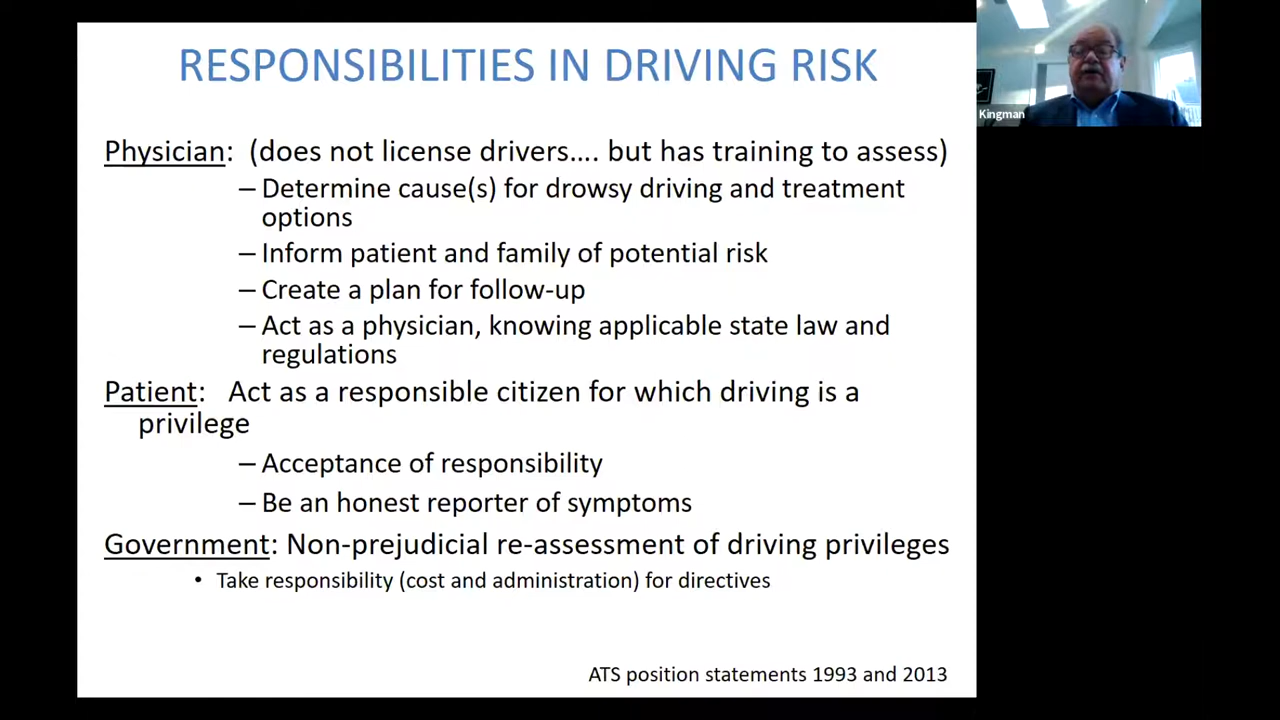 RESPONSIBILITIES IN DRIVING RISK
Kingman
Physician: (does not license drivers…. but has training to assess)
– Determine cause(s) for drowsy driving and treatment
options
– Inform patient and family of potential risk
– Create a plan for follow-up
– Act as a physician, knowing applicable state law and
regulations
Patient: Act as a responsible citizen for which driving is a
privilege
– Acceptance of responsibility
– Be an honest reporter of symptoms
Government: Non-prejudicial re-assessment of driving privileges
• Take responsibility (cost and administration) for directives
ATS position statements 1993 and 2013